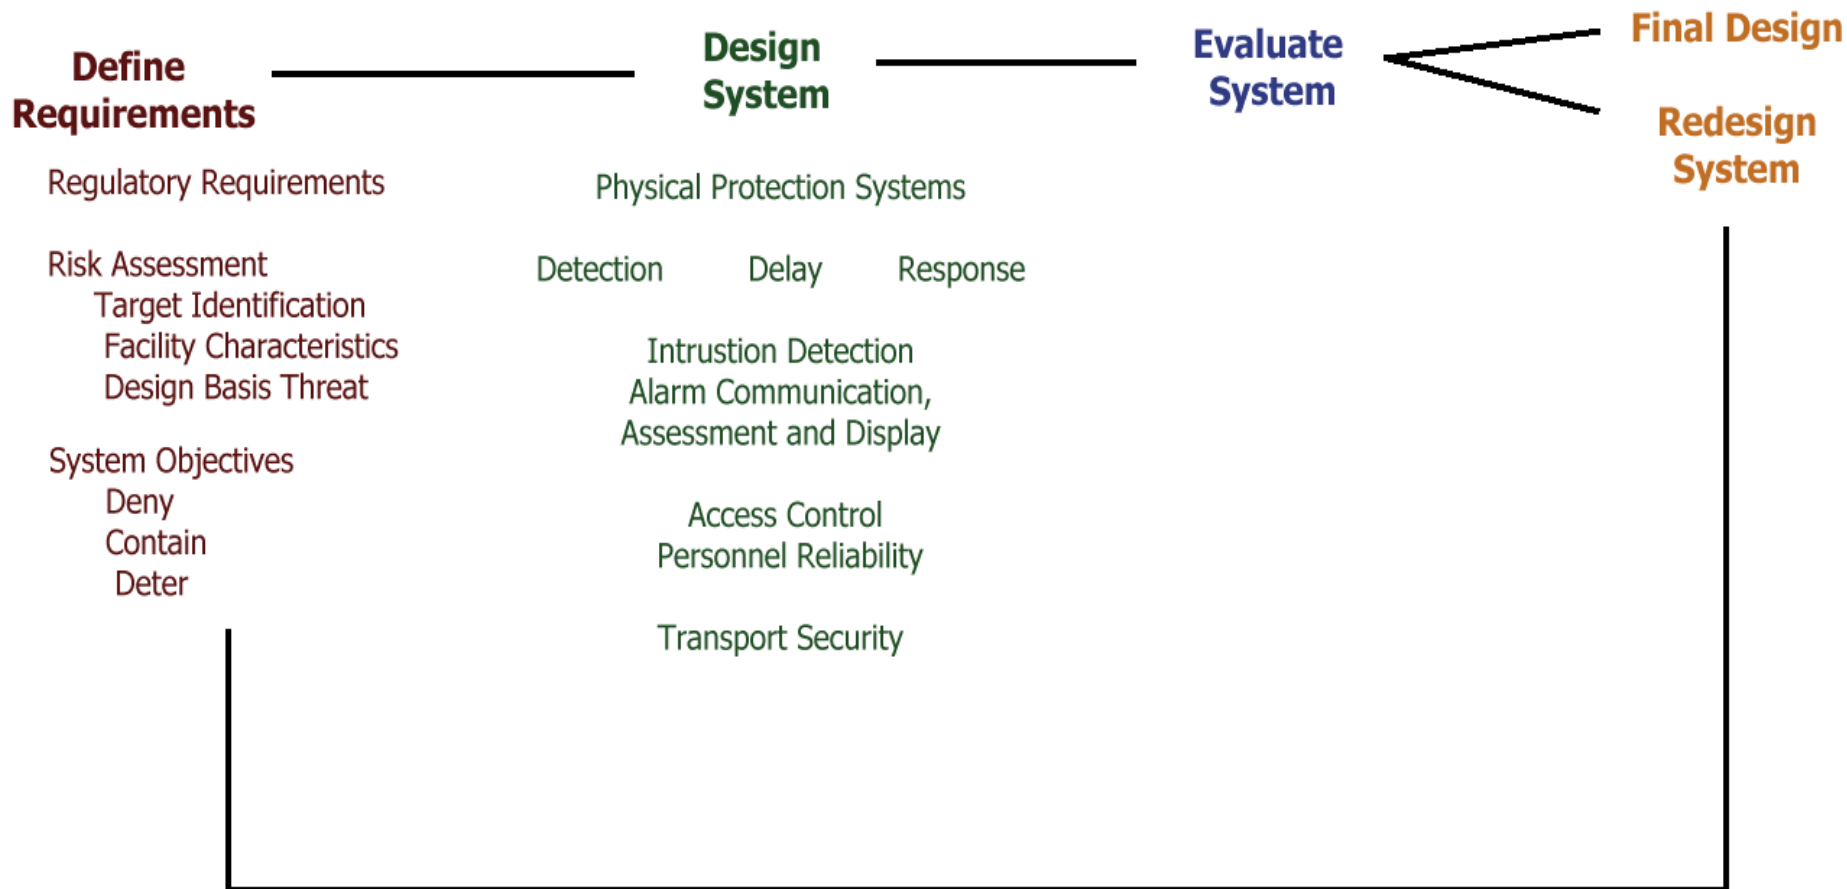 Define
Requirements
Regulatory Requirements
Risk Assessment
Target Identification
Facility Characteristics
Design Basis Threat
System Objectives
Deny
Contain
Deter
Design
System
Physical Protection Systems
Detection Delay Response
Intrustion Detection
Alarm Communication,
Assessment and Display
Access Control
Personnel Reliability
Transport Security
Evaluate
System
Final Design
Redesign
System